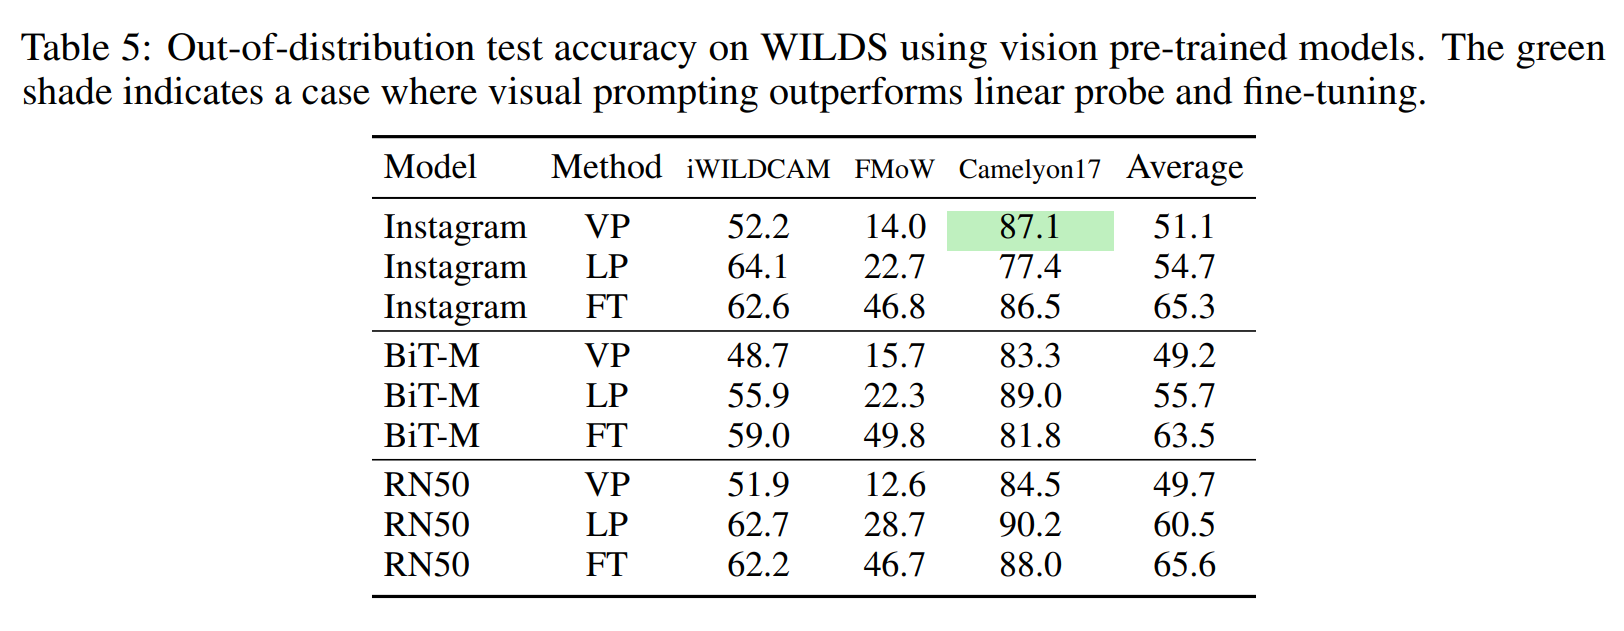 Table 5: Out-of-distribution test accuracy on WILDS using vision pre-trained models. The green
shade indicates a case where visual prompting outperforms linear probe and fine-tuning.
Model Method iWILDCAM FMoW Camelyon17 Average
Instagram VP 52.2 14.0 87.1 51.1
Instagram LP 64.1 22.7 77.4 54.7
Instagram FT 62.6 46.8 86.5 65.3
BiT-M VP 48.7 15.7 83.3 49.2
BiT-M LP 55.9 22.3 89.0 55.7
BiT-M FT 59.0 49.8 81.8 63.5
RN50 VP 51.9 12.6 84.5 49.7
RN50 LP 62.7 28.7 90.2 60.5
RN50 FT 62.2 46.7 88.0 65.6